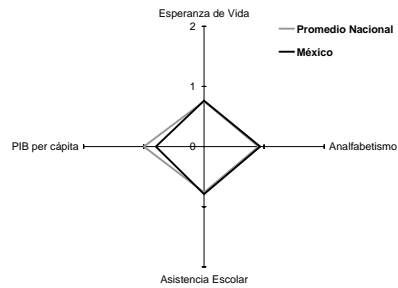 Esperanza de Vida
2
Promedio Nacional
México
1
PIB per cápita
0
Analfabetismo
Asistencia Escolar